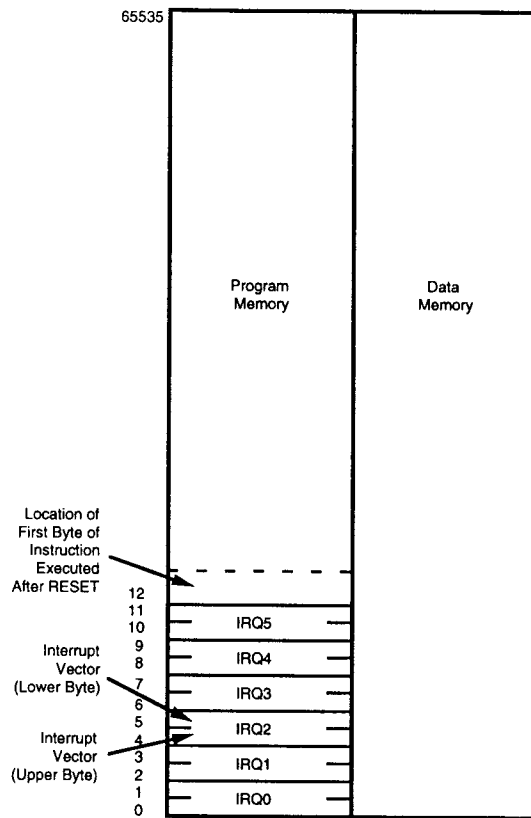 65535
Program
Memory
Data
Memory
Location of
First Byte of
Instruction
Executed
After RESET
12
11
10
IRQ5
9
8
IRQ4
Interrupt
Vector
(Lower Byte)
7
6
IRQ3
5
4
IRQ2
Interrupt
Vector
(Upper Byte)
3
2
IRQ1
1
0
IRQ0